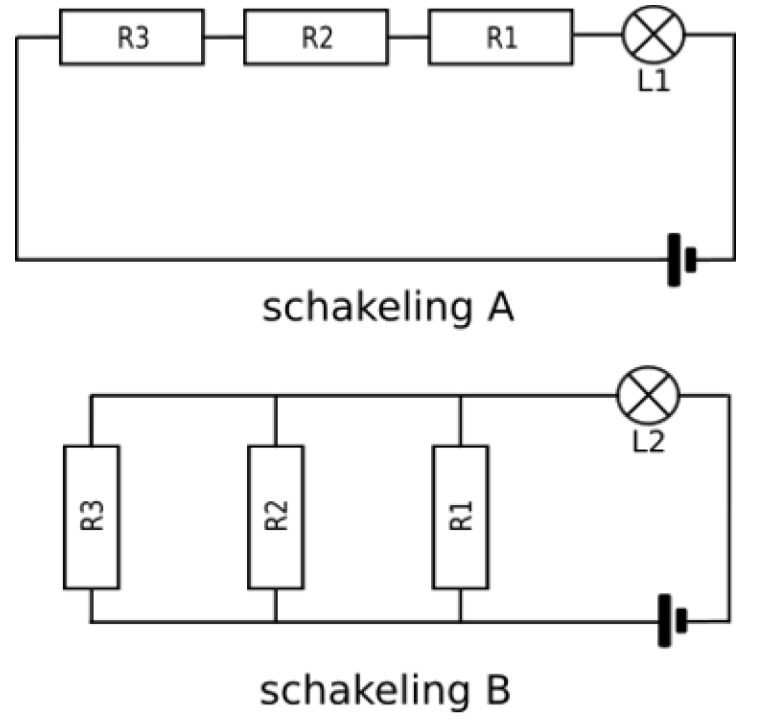 R3 R2 R1
L1
schakeling A
L2
R3 R2 R1
schakeling B